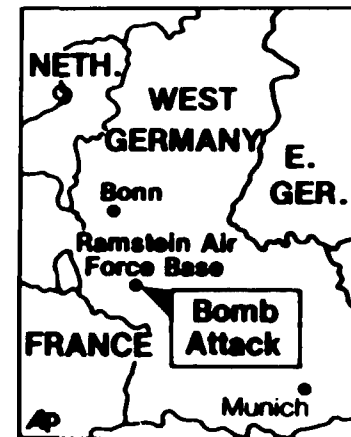 NETH.
WEST
GERMANY
E.
GER.
Bonn
Ramstein Air
Force Base
Bomb
Attack
FRANCE
Munich
AP